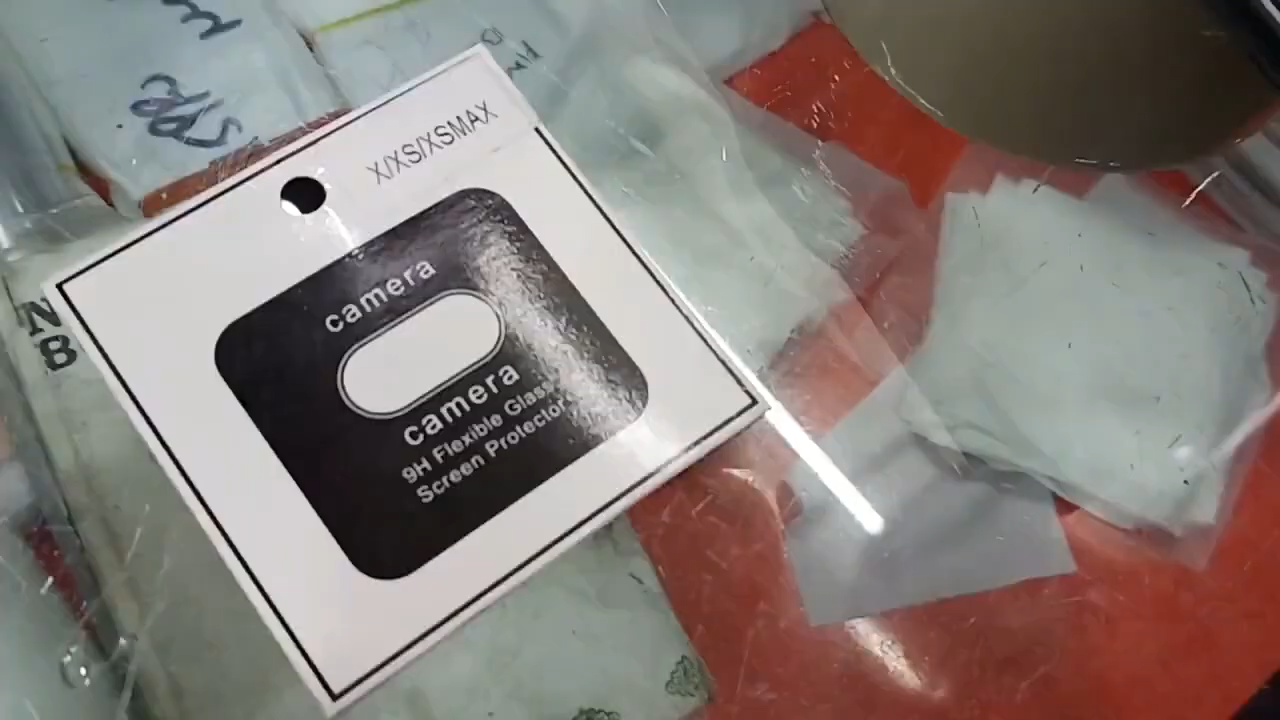 X/XS/XSMAX
camera
camera
9H Flexible Glass
Screen Protector
N
B